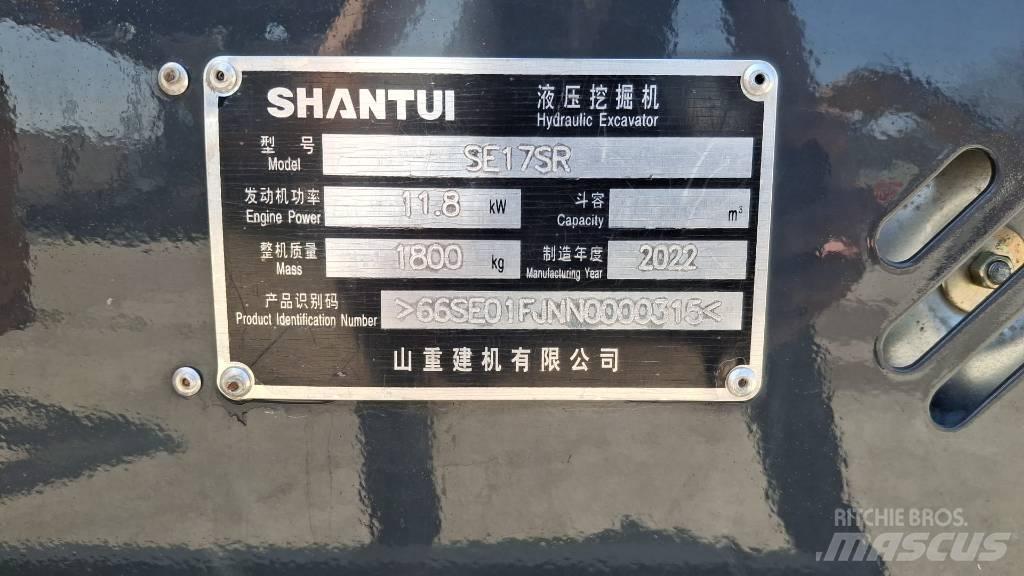 SHANTUI 液压挖掘机
Hydraulic Excavator
型号 SE17SR
Model
发动机功率 11.8 kW 斗容 m³
Engine Power Capacity
整机质量 1800 kg 制造年度 2022
Mass Manufacturing Year
产品识别码 >66SE01FJNN0000315<
Product Identification Number
山重建机有限公司
RITCHIE BROS.
MASCUS